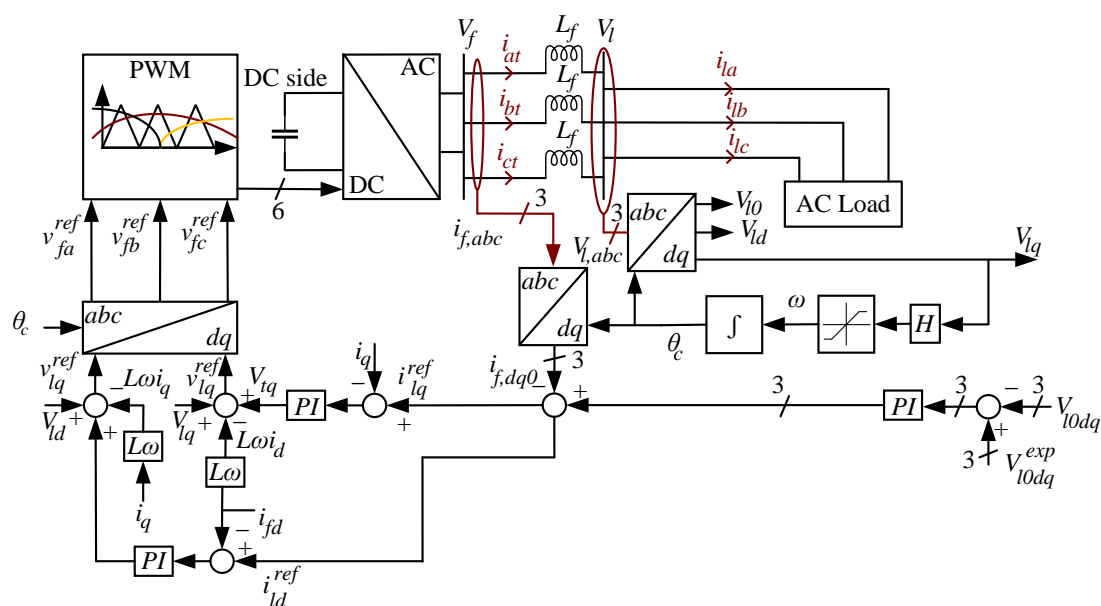 V_f L_f V_l
PWM
DC side
AC
DC
i_at
L_f
i_bt
L_f
i_ct
i_la
i_lb
i_lc
AC Load
6
v_fa^ref v_fb^ref v_fc^ref
3
i_f,abc
3
V_l,abc
abc
dq
V_l0
V_ld
V_lq
abc
dq
θ_c
ω
∫
H
θ_c
abc
dq
v_lq^ref
−Lωi_q
v_lq^ref
V_tq
i_q
i_lq^ref
i_f,dq0
3
−
+
3
3
−
3
V_l0dq
V_ld
+
+
V_lq
+
−
+
PI
−
+
PI
+
3
V_l0dq^exp
Lω
Lωi_d
Lω
i_q
i_fd
−
+
PI
i_ld^ref